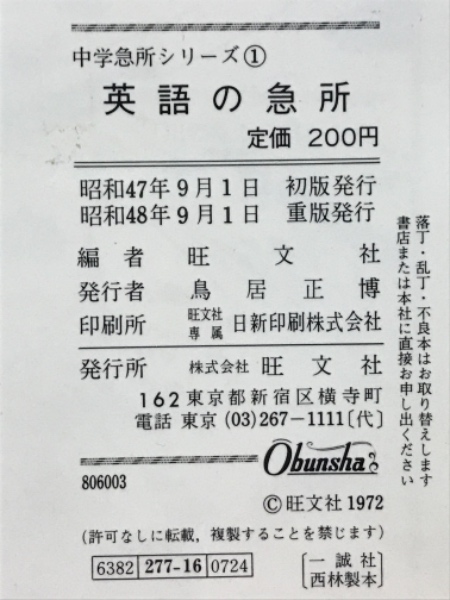 中学急所シリーズ①
英語の急所
定価 200円
昭和47年9月1日 初版発行
昭和48年9月1日 重版発行
編者 旺文社
発行者 鳥居正博
印刷所 旺文社専属 日新印刷株式会社
発行所 株式会社 旺文社
162 東京都新宿区横寺町
電話 東京 (03)267-1111〔代〕
Obunsha
806003
©旺文社 1972
(許可なしに転載，複製することを禁じます)
6382 277-16 0724
一誠社
西林製本
落丁・乱丁・不良本はお取り替えします
書店または本社に直接お申し出ください